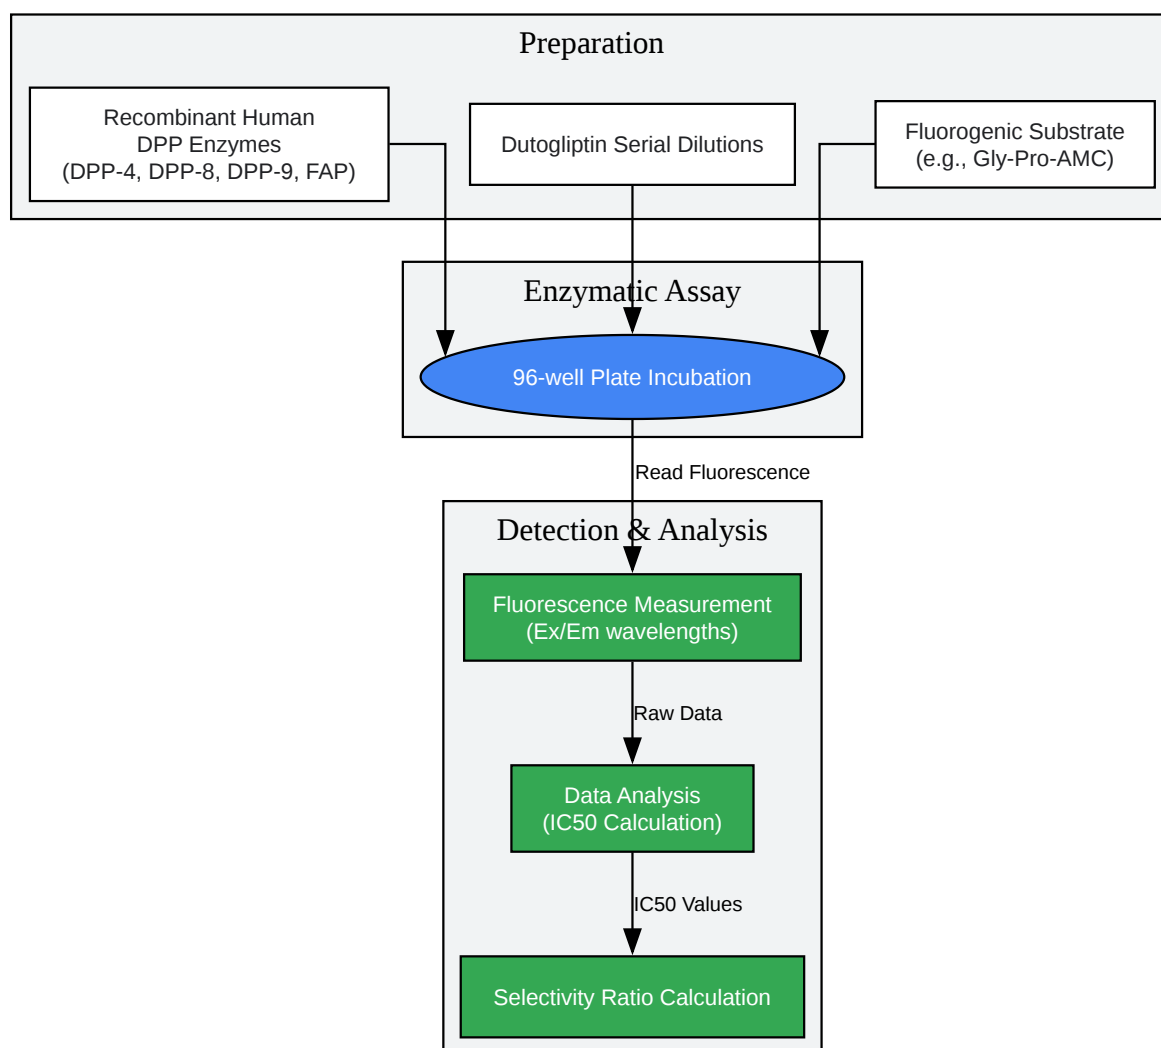 Preparation
Recombinant Human
DPP Enzymes
(DPP-4, DPP-8, DPP-9, FAP)
Dutogliptin Serial Dilutions
Fluorogenic Substrate
(e.g., Gly-Pro-AMC)
Enzymatic Assay
96-well Plate Incubation
Read Fluorescence
Detection & Analysis
Fluorescence Measurement
(Ex/Em wavelengths)
Raw Data
Data Analysis
(IC50 Calculation)
IC50 Values
Selectivity Ratio Calculation